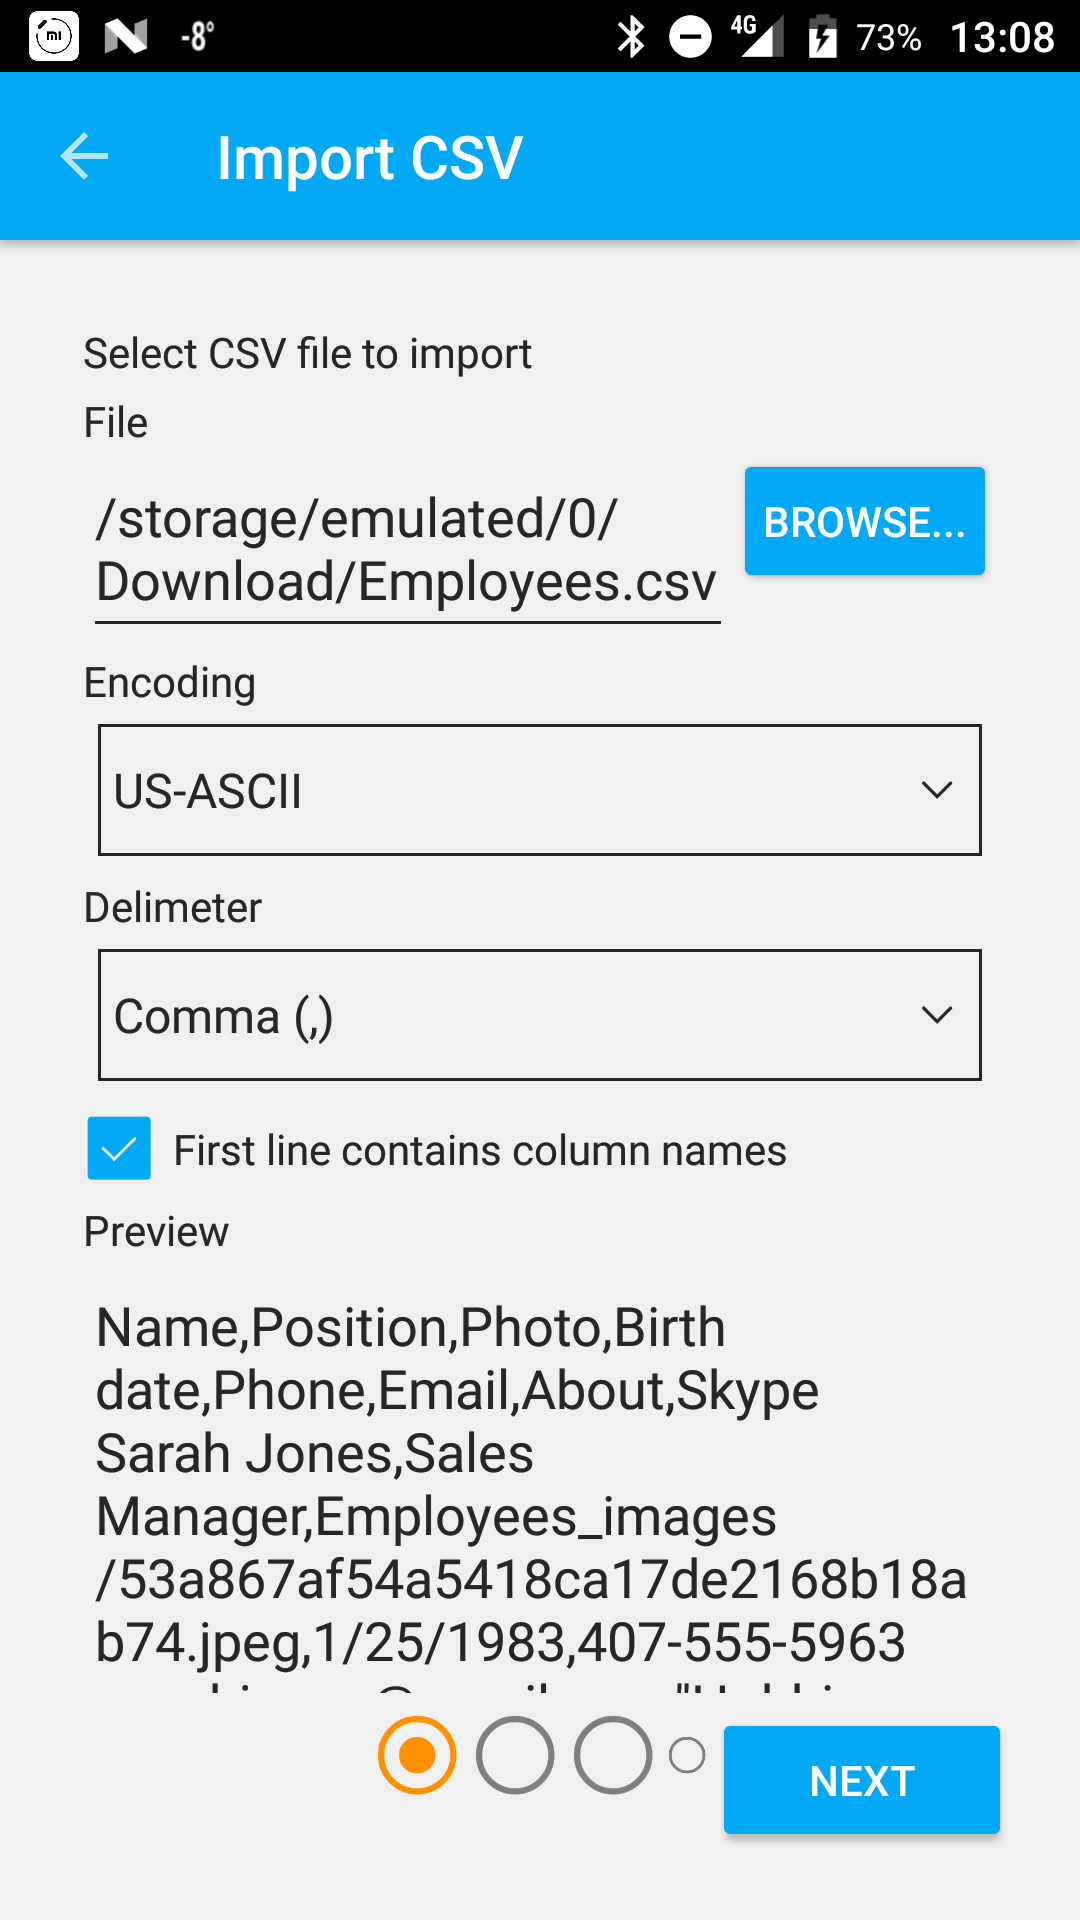 -8°
4G
73%
13:08
Import CSV
Select CSV file to import
File
/storage/emulated/0/
Download/Employees.csv
BROWSE...
Encoding
US-ASCII
Delimeter
Comma (,)
First line contains column names
Preview
Name,Position,Photo,Birth
date,Phone,Email,About,Skype
Sarah Jones,Sales
Manager,Employees_images
/53a867af54a5418ca17de2168b18a
b74.jpeg,1/25/1983,407-555-5963
NEXT